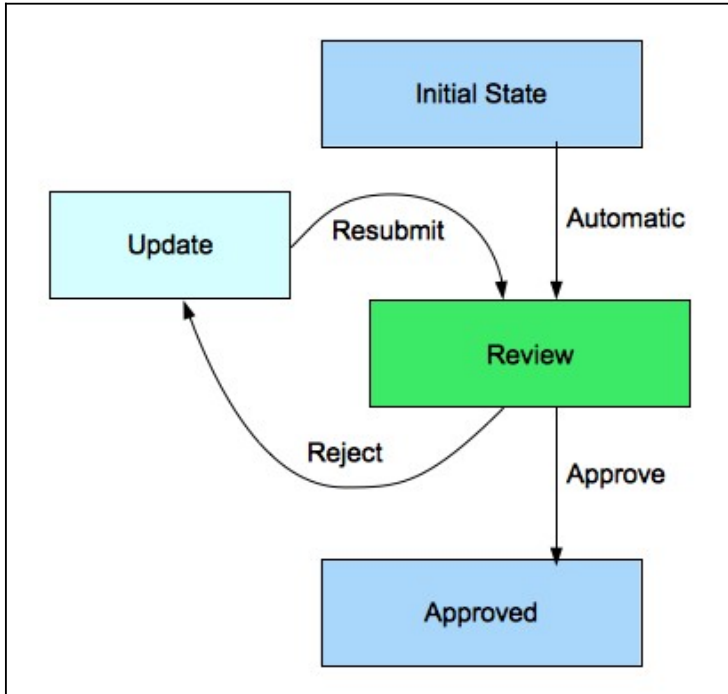 Initial State
Update
Resubmit
Automatic
Review
Reject
Approve
Approved